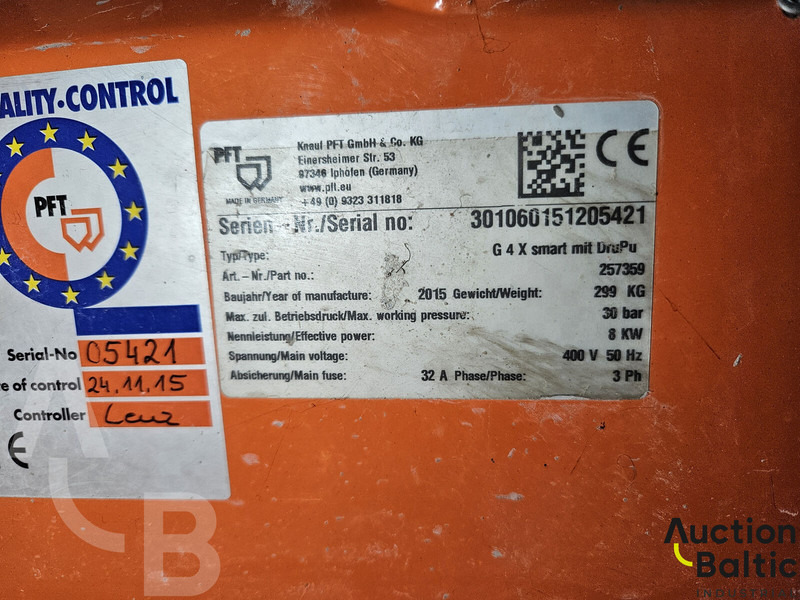 ALITY·CONTROL
PFT
Serial-No 05421
e of control 24.11.15
Controller
CE
PFT
MADE IN GERMANY
Knauf PFT GmbH & Co. KG
Einersheimer Str. 53
97346 Iphofen (Germany)
www.pft.eu
+49 (0) 9323 311818
CE
Serien-Nr./Serial no: 301060151205421
Typ/Type: G 4 X smart mit DruPu
Art.-Nr./Part no.: 257359
Baujahr/Year of manufacture: 2015 Gewicht/Weight: 299 KG
Max. zul. Betriebsdruck/Max. working pressure: 30 bar
Nennleistung/Effective power: 8 KW
Spannung/Main voltage: 400 V 50 Hz
Absicherung/Main fuse: 32 A Phase/Phase: 3 Ph
AB
Auction
Baltic
INDUSTRIAL